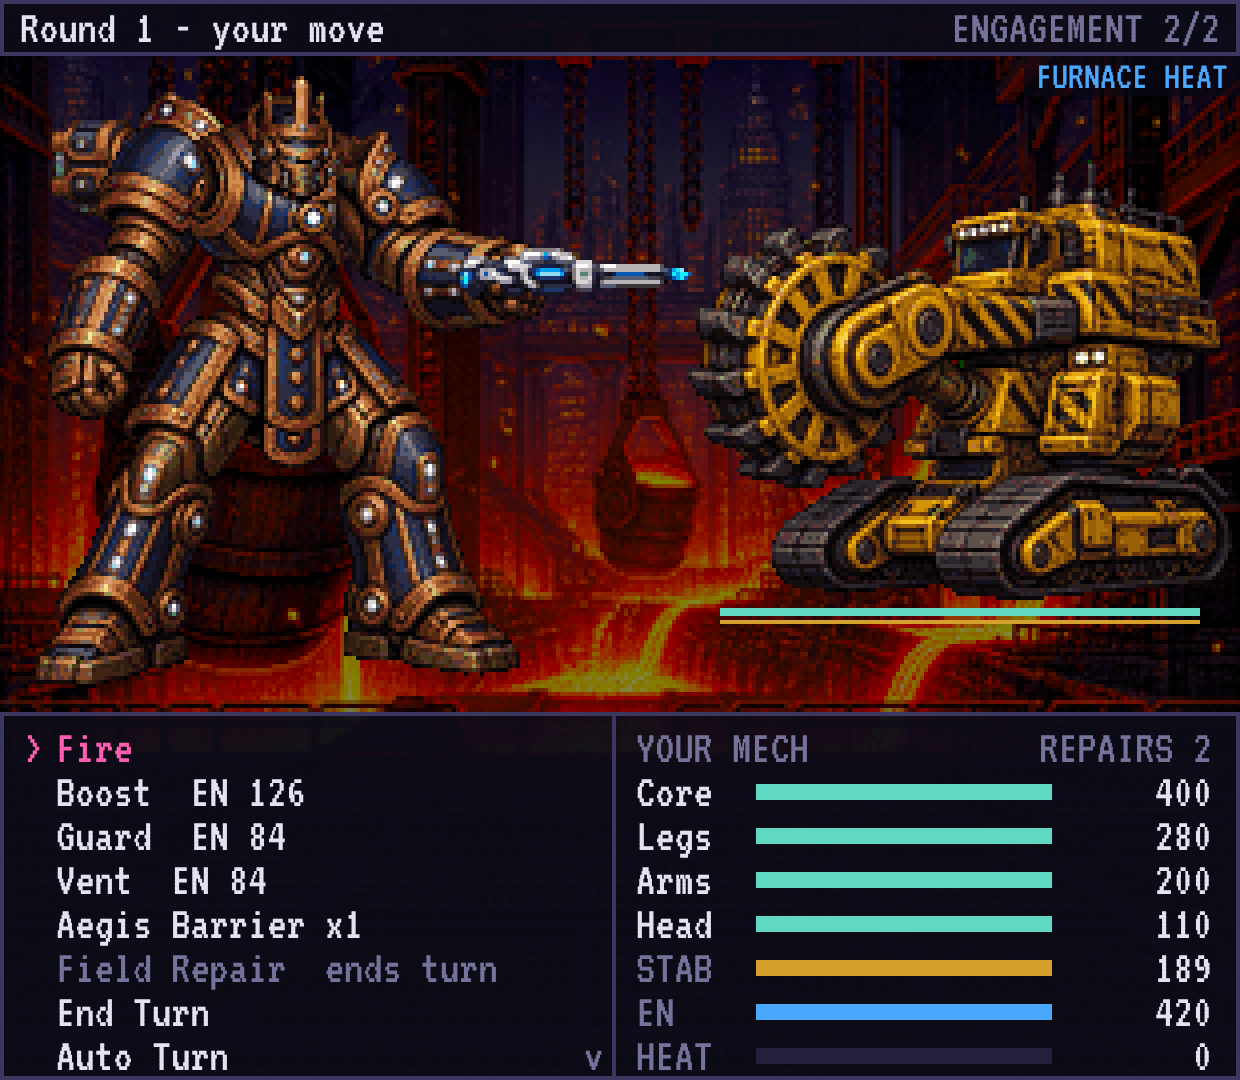 Round 1 - your move
ENGAGEMENT 2/2
FURNACE HEAT
> Fire
Boost EN 126
Guard EN 84
Vent EN 84
Aegis Barrier x1
Field Repair ends turn
End Turn
Auto Turn v
YOUR MECH REPAIRS 2
Core 400
Legs 280
Arms 200
Head 110
STAB 189
EN 420
HEAT 0